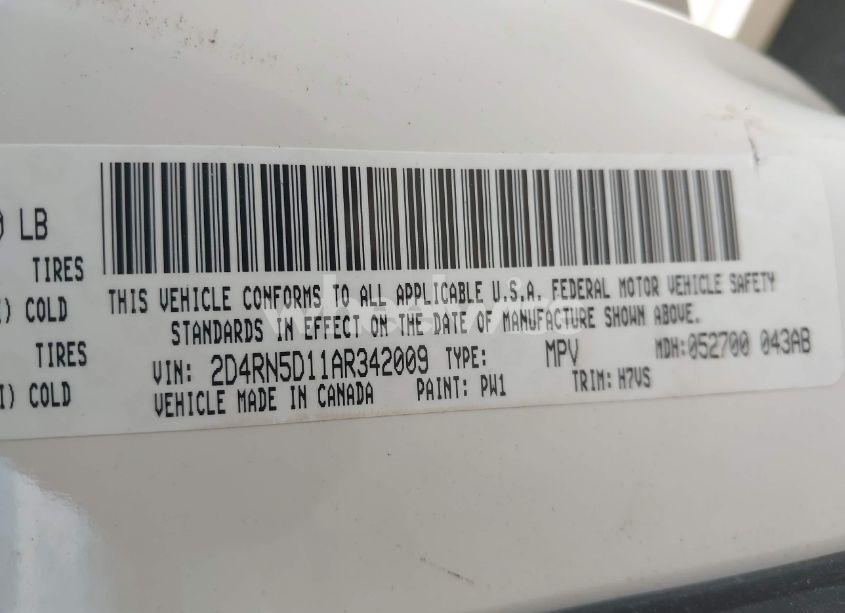 LB
TIRES
COLD
TIRES
COLD
THIS VEHICLE CONFORMS TO ALL APPLICABLE U.S.A. FEDERAL MOTOR VEHICLE SAFETY
STANDARDS IN EFFECT ON THE DATE OF MANUFACTURE SHOWN ABOVE.
VIN: 2D4RN5D11AR342009 TYPE: MPV MDH:052700 043AB
VEHICLE MADE IN CANADA PAINT: PW1 TRIM: H7VS